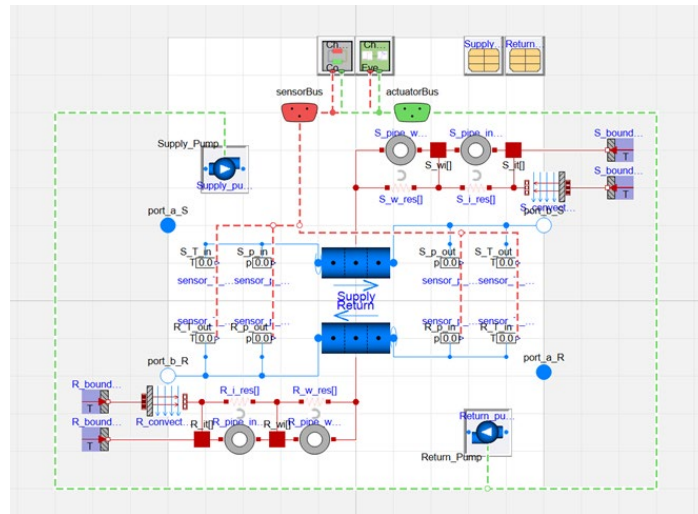 Ch...
Ch...
Supply...
Return...
Co...
Eve...
sensorBus
actuatorBus
S_pipe_w...
S_pipe_in...
S_bound...
T
Supply_Pump
S_wi[]
S_it[]
S_bound...
T
Supply_pu...
S_w_res[]
S_i_res[]
S_convect...
port_a_S
port_b_S
S_T_in
S_p_in
S_p_out
S_T_out
T 0.0
p 0.0
p 0.0
T 0.0
Supply
Return
R_T_out
R_p_out
R_p_in
R_T_in
T 0.0
p 0.0
p 0.0
T 0.0
port_b_R
port_a_R
R_bound...
R_i_res[]
R_w_res[]
T
R_bound...
R_convect...
R_it[]
R_pipe_in...
R_wi[]
R_pipe_w...
Return_pu...
T
Return_Pump